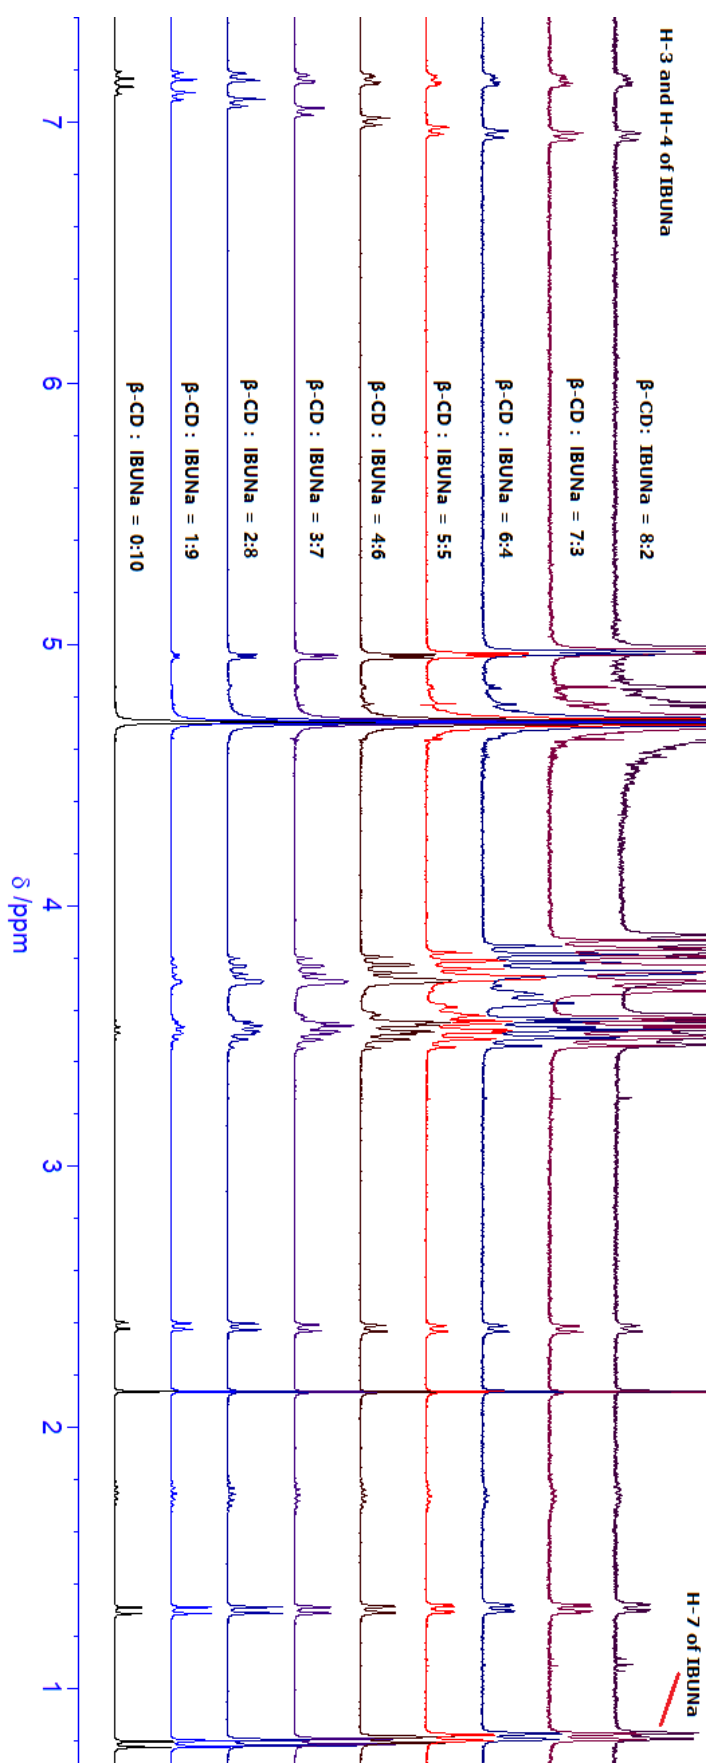 H-3 and H-4 of IBUNa
H-7 of IBUNa
β-CD: IBUNa = 8:2
β-CD : IBUNa = 7:3
β-CD : IBUNa = 6:4
β-CD : IBUNa = 5:5
β-CD : IBUNa = 4:6
β-CD : IBUNa = 3:7
β-CD : IBUNa = 2:8
β-CD : IBUNa = 1:9
β-CD : IBUNa = 0:10
7 6 5 4 3 2 1
δ /ppm